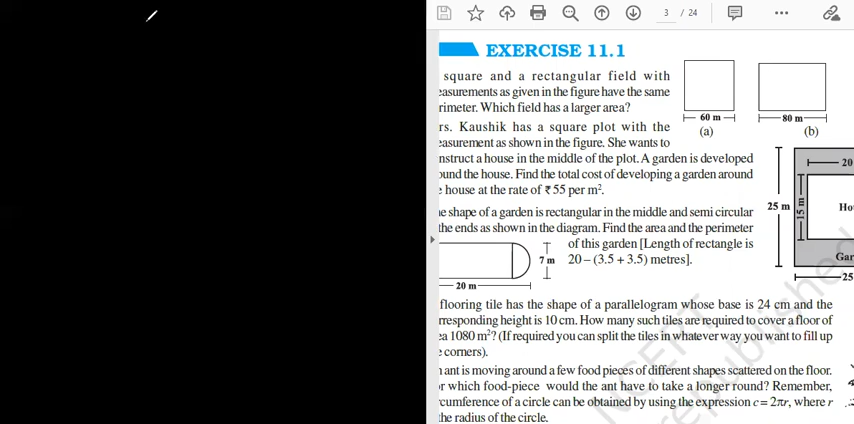 3 / 24
EXERCISE 11.1
square and a rectangular field with
easurements as given in the figure have the same
rimeter. Which field has a larger area?
60 m
80 m
(a)
(b)
rs. Kaushik has a square plot with the
easurement as shown in the figure. She wants to
nstruct a house in the middle of the plot. A garden is developed
ound the house. Find the total cost of developing a garden around
e house at the rate of ₹ 55 per m².
20
25 m
15 m
Ho
Gar
25
he shape of a garden is rectangular in the middle and semi circular
the ends as shown in the diagram. Find the area and the perimeter
of this garden [Length of rectangle is
20 – (3.5 + 3.5) metres].
7 m
20 m
flooring tile has the shape of a parallelogram whose base is 24 cm and the
rresponding height is 10 cm. How many such tiles are required to cover a floor of
ea 1080 m²? (If required you can split the tiles in whatever way you want to fill up
e corners).
n ant is moving around a few food pieces of different shapes scattered on the floor.
or which food-piece would the ant have to take a longer round? Remember,
rcumference of a circle can be obtained by using the expression c = 2πr, where r
the radius of the circle.
NCERT
republished